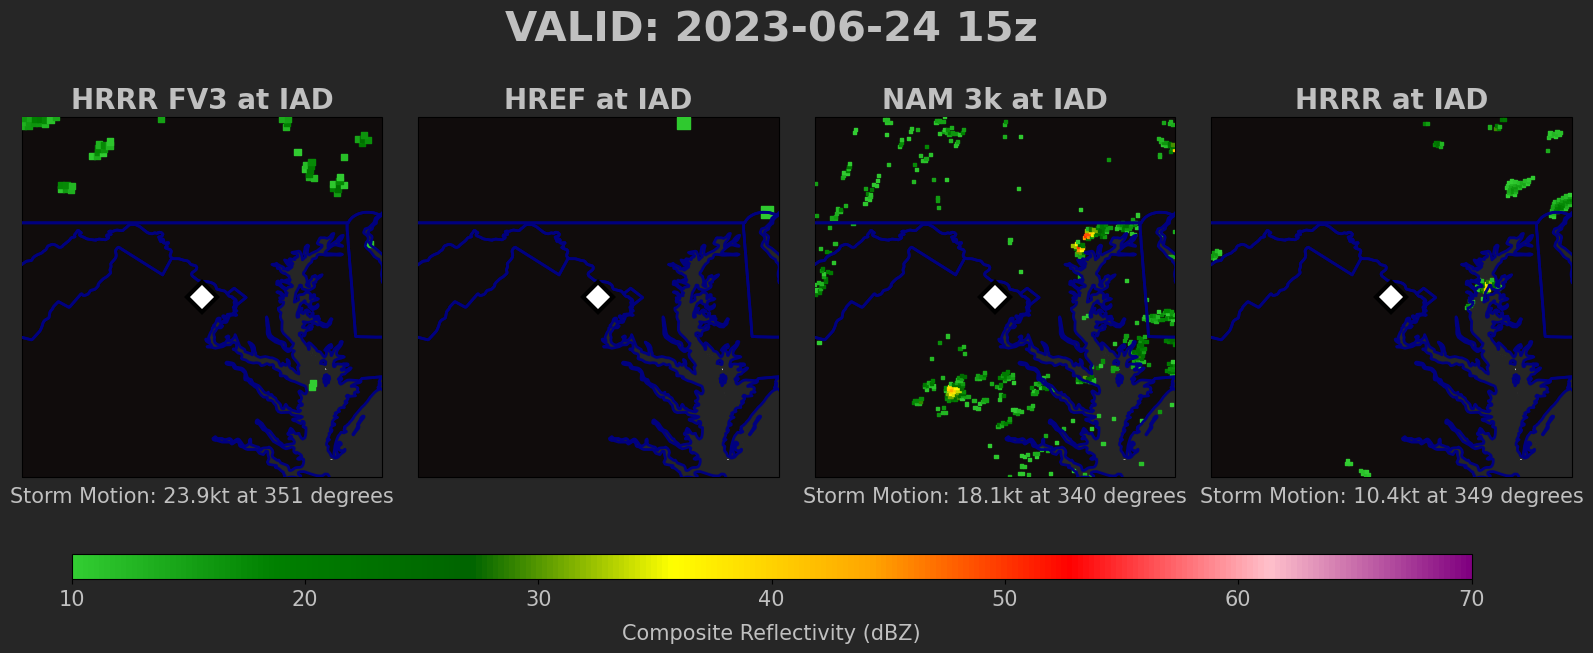 VALID: 2023-06-24 15z
HRRR FV3 at IAD
HREF at IAD
NAM 3k at IAD
HRRR at IAD
Storm Motion: 23.9kt at 351 degrees
Storm Motion: 18.1kt at 340 degrees
Storm Motion: 10.4kt at 349 degrees
10 20 30 40 50 60 70
Composite Reflectivity (dBZ)